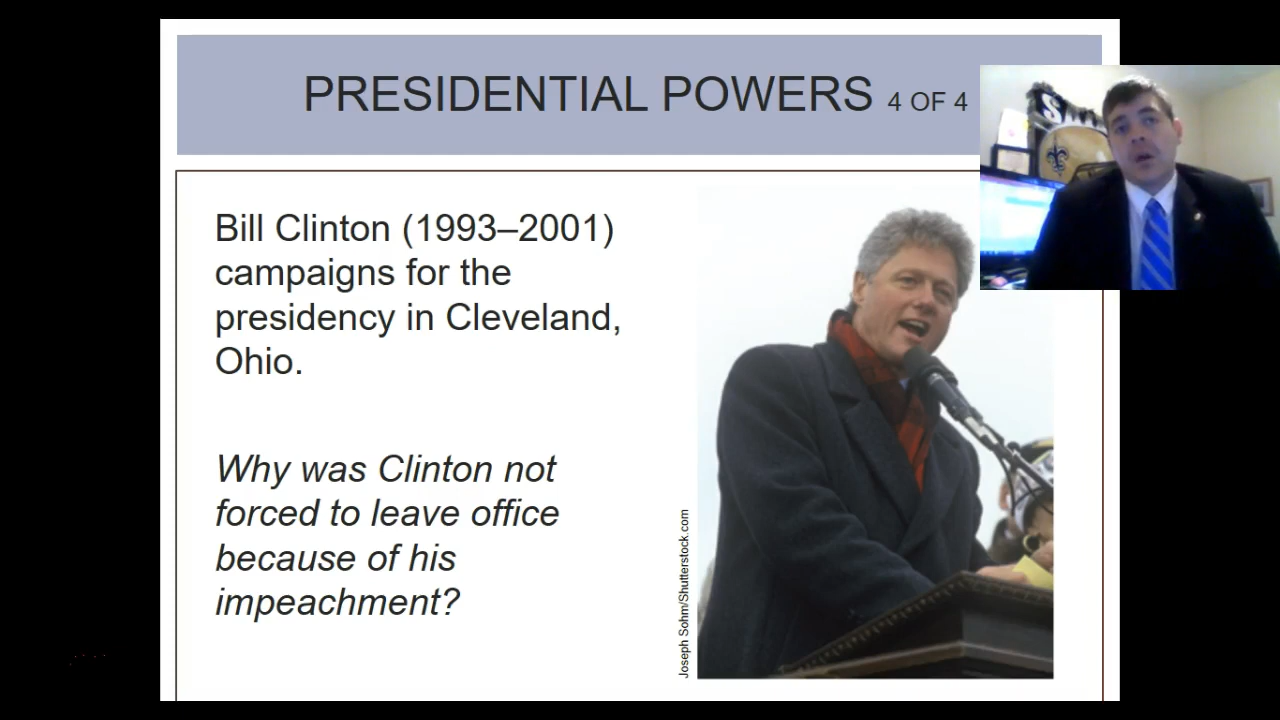 PRESIDENTIAL POWERS 4 OF 4
Bill Clinton (1993–2001)
campaigns for the
presidency in Cleveland,
Ohio.
Why was Clinton not
forced to leave office
because of his
impeachment?
Joseph Sohm/Shutterstock.com